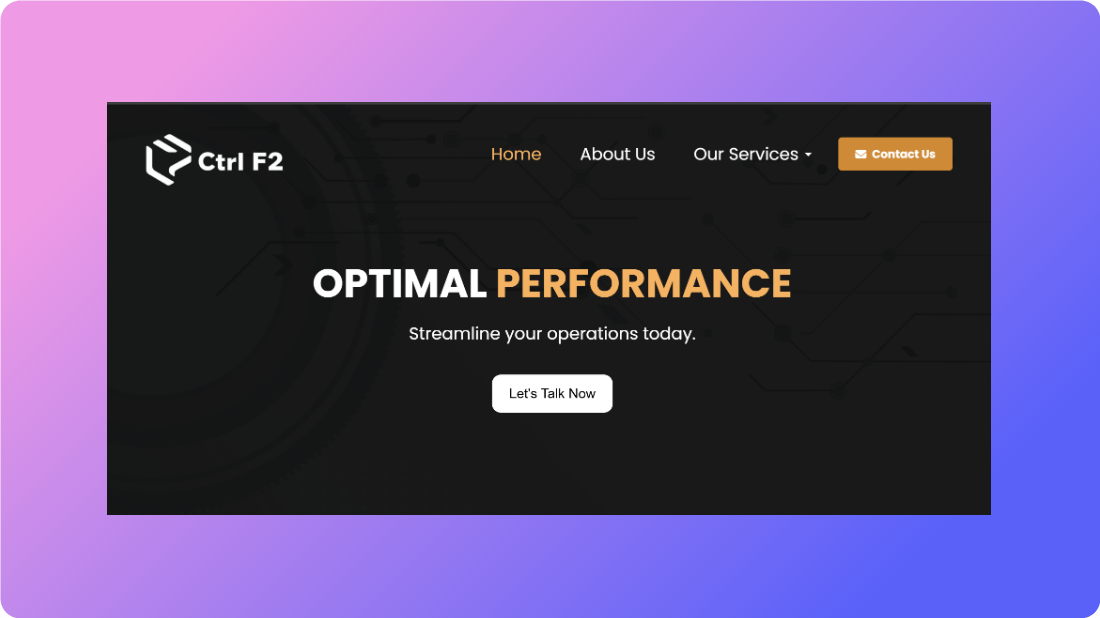 Ctrl F2
Home About Us Our Services Contact Us
OPTIMAL PERFORMANCE
Streamline your operations today.
Let's Talk Now